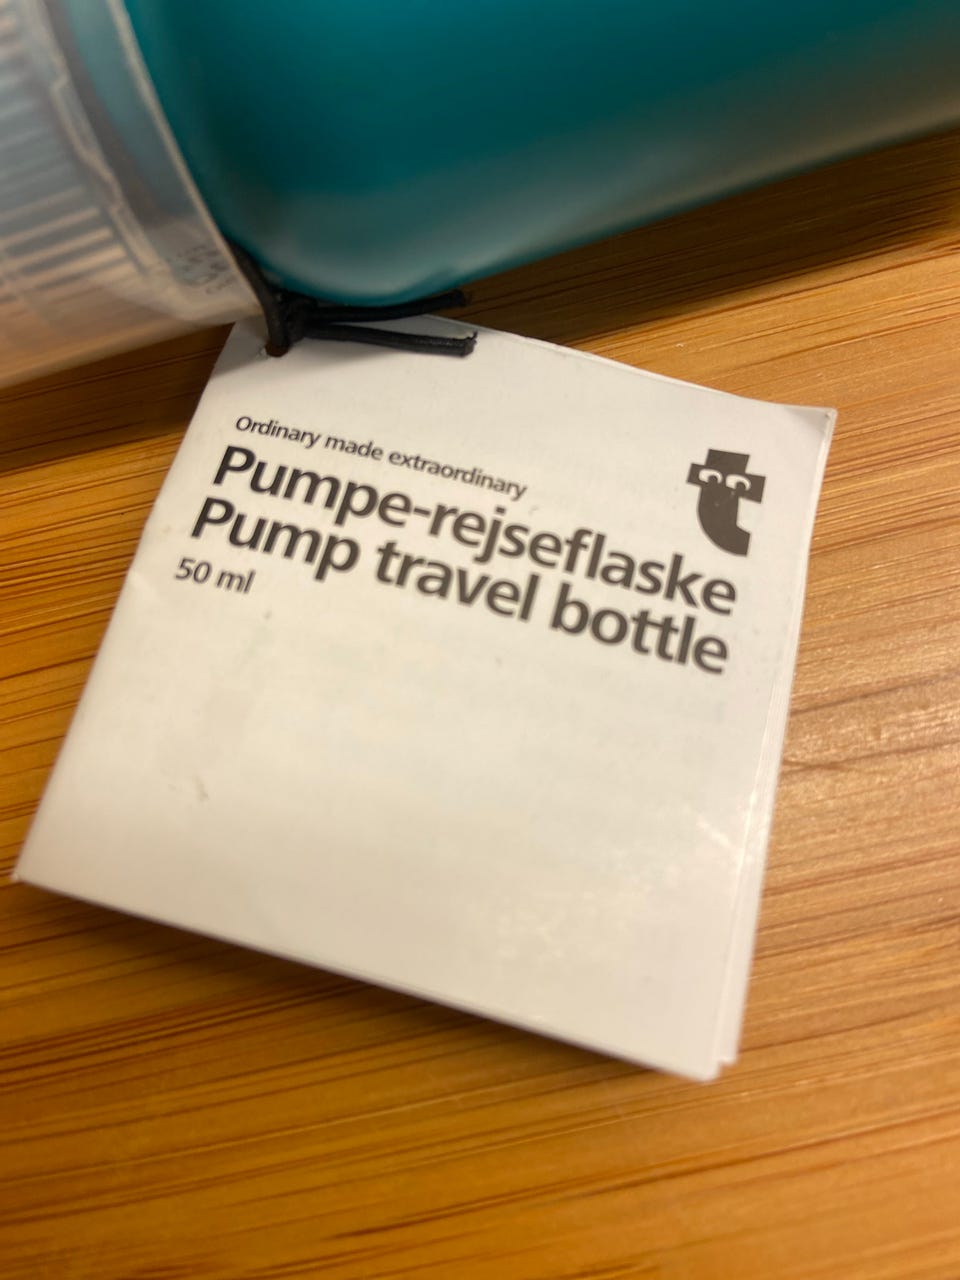 Ordinary made extraordinary
Pumpe-rejseflaske
Pump travel bottle
50 ml